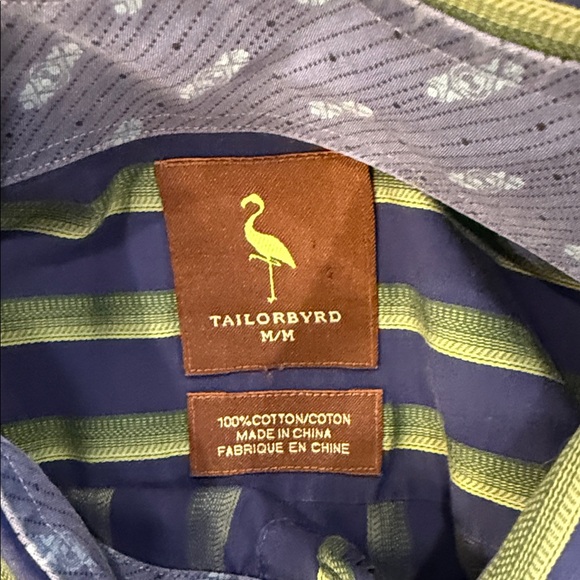 TAILORBYRD
M/M
100%COTTON/COTON
MADE IN CHINA
FABRIQUE EN CHINE